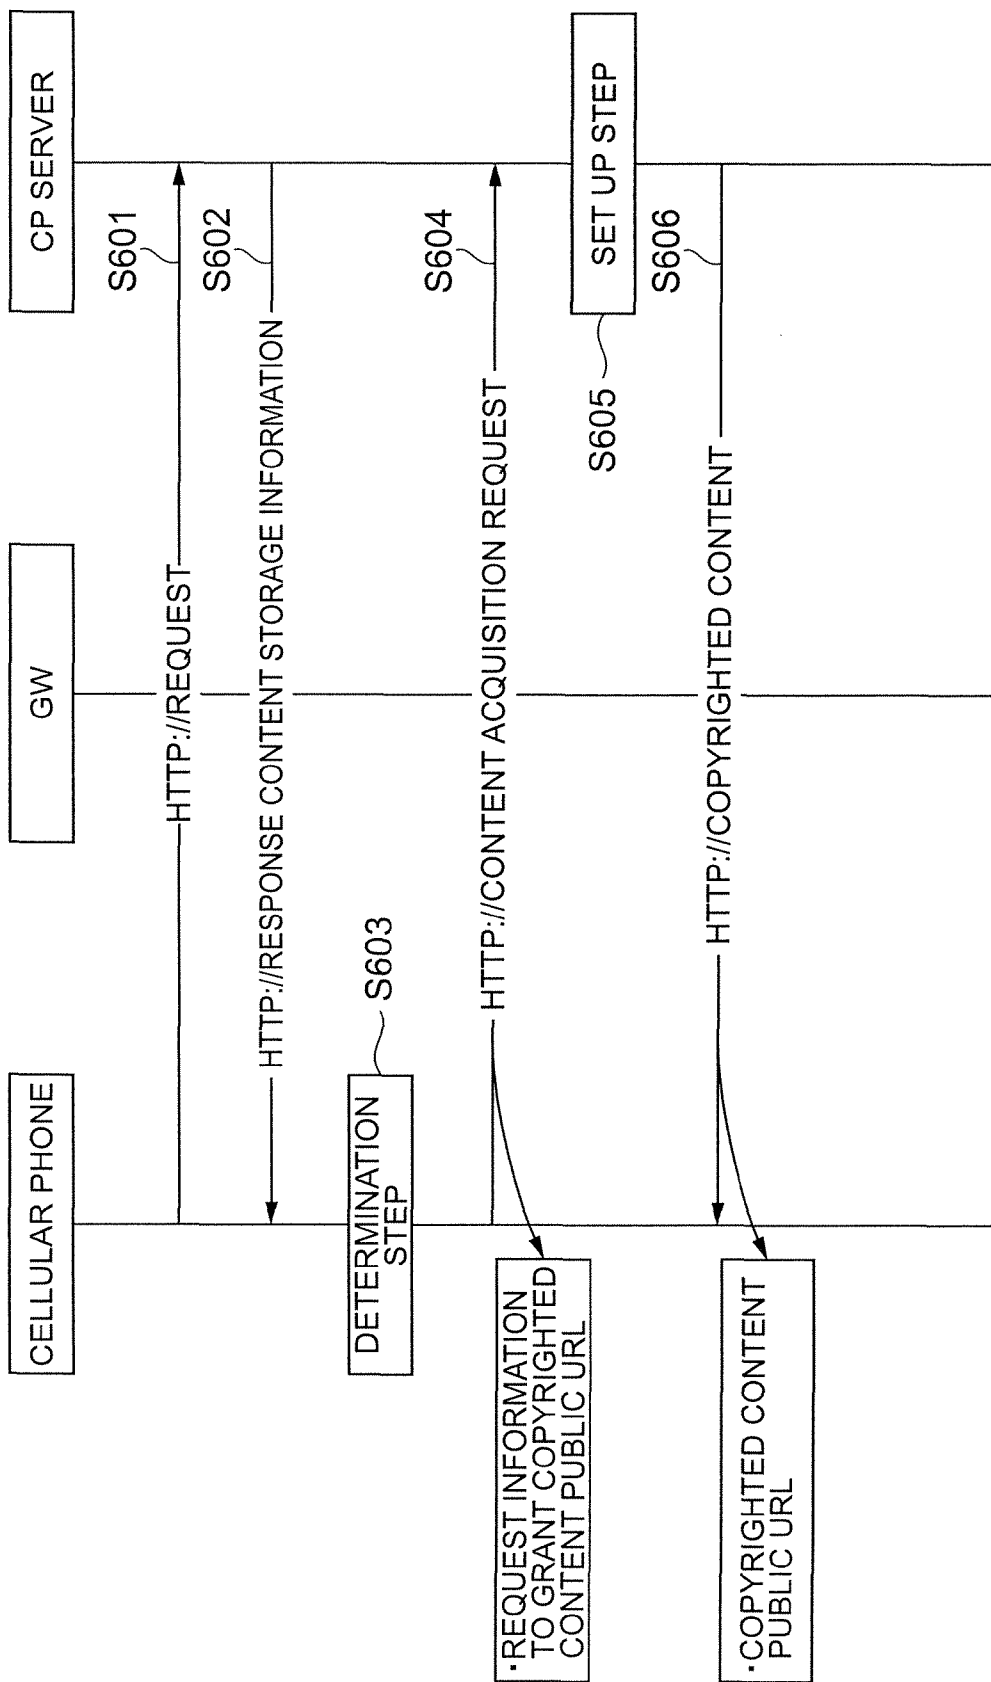 CELLULAR PHONE
GW
CP SERVER
HTTP://REQUEST
S601
HTTP://RESPONSE CONTENT STORAGE INFORMATION
S602
DETERMINATION
STEP
S603
HTTP://CONTENT ACQUISITION REQUEST
S604
·REQUEST INFORMATION
TO GRANT COPYRIGHTED
CONTENT PUBLIC URL
SET UP STEP
S605
HTTP://COPYRIGHTED CONTENT
S606
·COPYRIGHTED CONTENT
PUBLIC URL